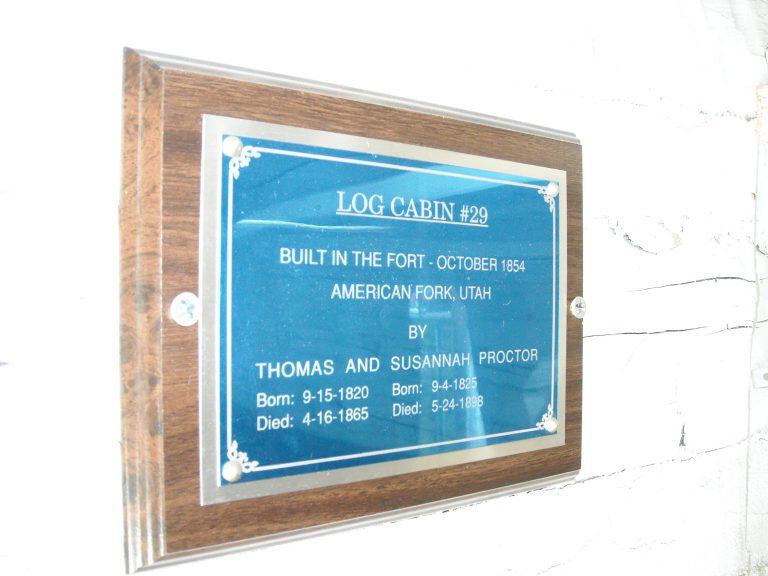 LOG CABIN #29
BUILT IN THE FORT - OCTOBER 1854
AMERICAN FORK, UTAH
BY
THOMAS AND SUSANNAH PROCTOR
Born: 9-15-1820 Born: 9-4-1825
Died: 4-16-1865 Died: 5-24-1898